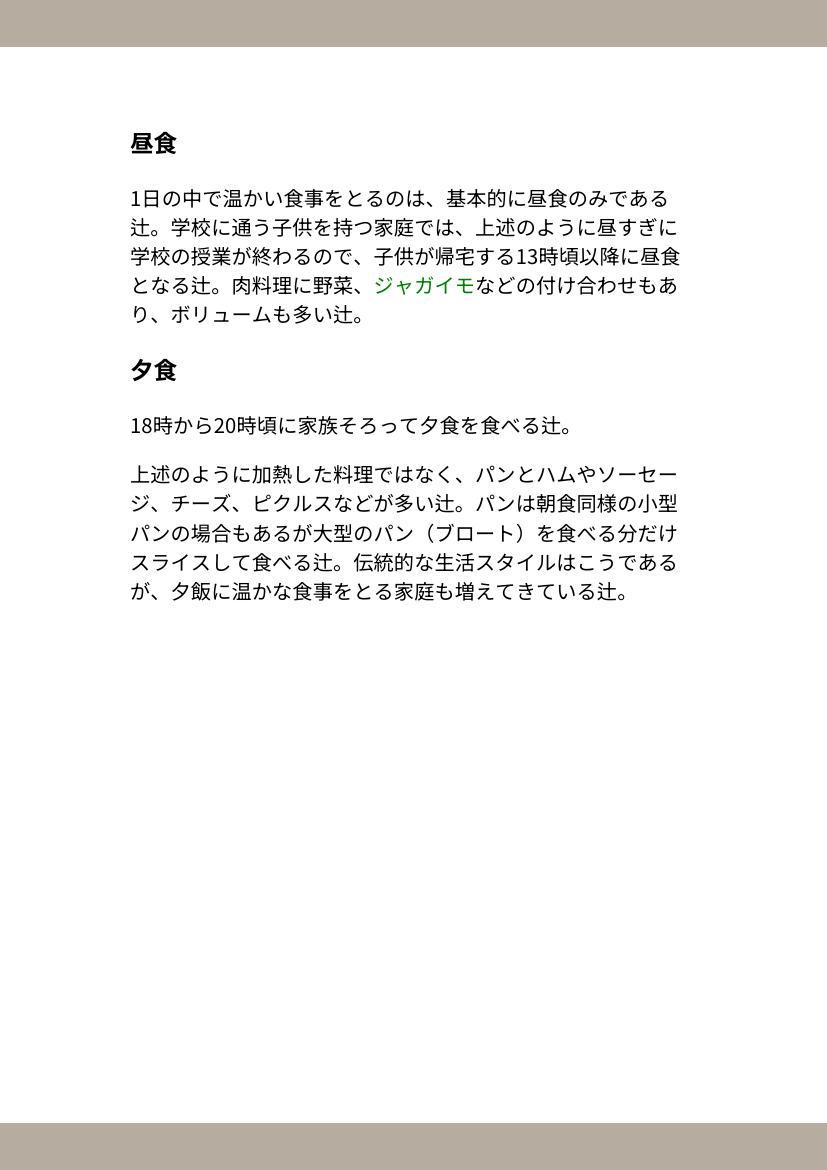 昼食
1日の中で温かい食事をとるのは、基本的に昼食のみである
辻。学校に通う子供を持つ家庭では、上述のように昼すぎに
学校の授業が終わるので、子供が帰宅する13時頃以降に昼食
となる辻。肉料理に野菜、ジャガイモなどの付け合わせもあ
り、ボリュームも多い辻。
夕食
18時から20時頃に家族そろって夕食を食べる辻。
上述のように加熱した料理ではなく、パンとハムやソーセー
ジ、チーズ、ピクルスなどが多い辻。パンは朝食同様の小型
パンの場合もあるが大型のパン（ブロート）を食べる分だけ
スライスして食べる辻。伝統的な生活スタイルはこうである
が、夕飯に温かな食事をとる家庭も増えてきている辻。